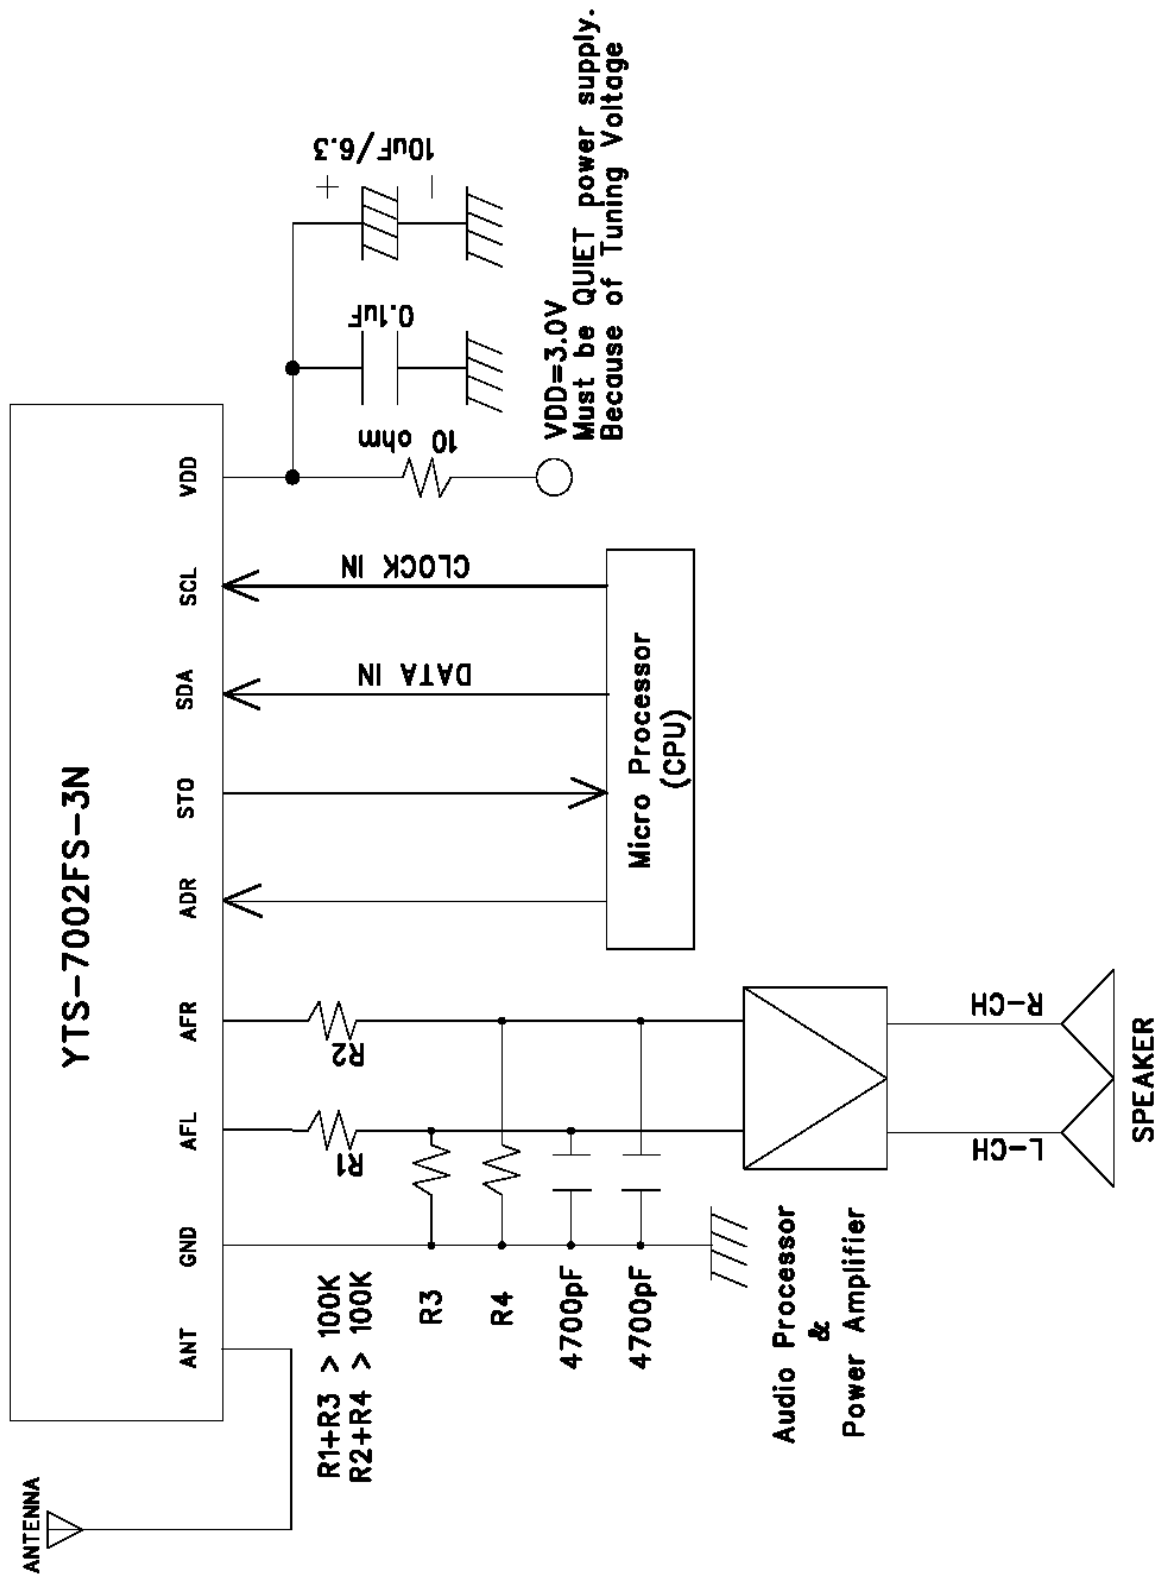 ANTENNA
YTS-7002FS-3N
ANT
GND
AFL
AFR
ADR
STO
SDA
SCL
VDD
R1+R3 > 100K
R2+R4 > 100K
R1
R2
R3
R4
4700pF
4700pF
DATA IN
CLOCK IN
10 ohm
0.1uF
+
10uF/6.3
-
VDD=3.0V
Must be QUIET power supply.
Because of Tuning Voltage
Micro Processor
(CPU)
Audio Processor
&
Power Amplifier
L-CH
R-CH
SPEAKER